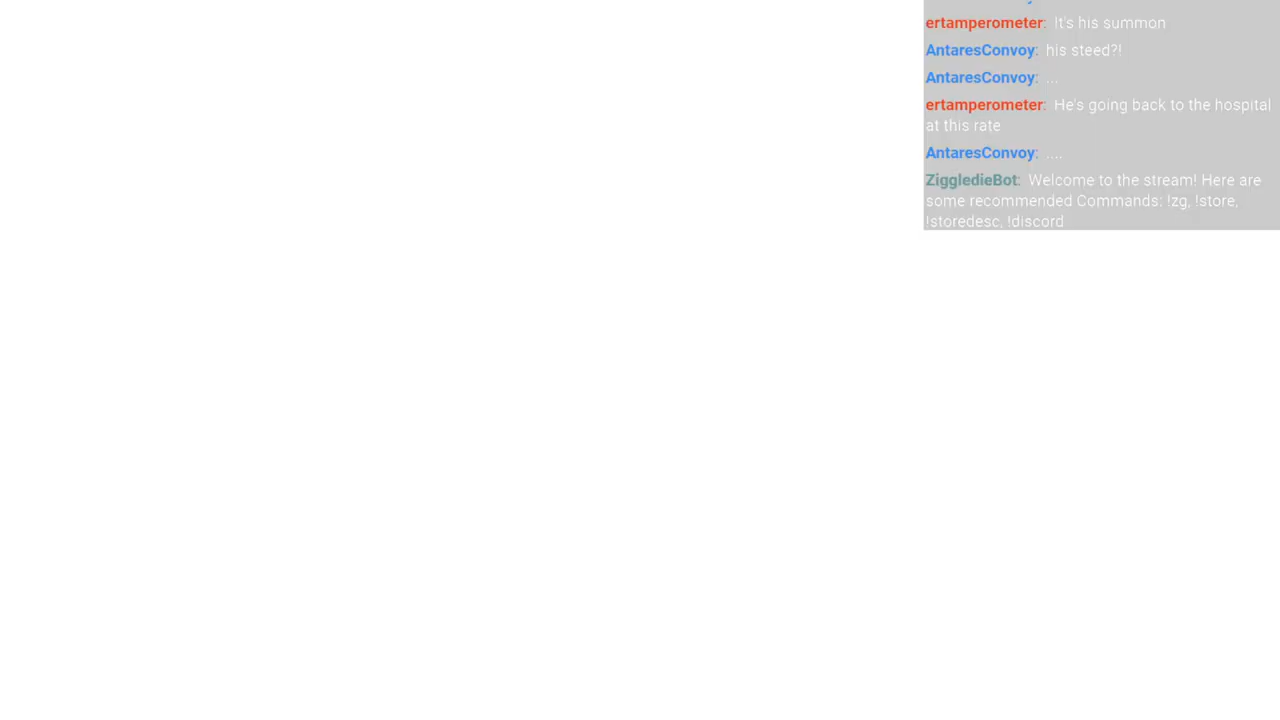 ertamperometer: It's his summon
AntaresConvoy: his steed?!
AntaresConvoy: ...
ertamperometer: He's going back to the hospital
at this rate
AntaresConvoy: ....
ZiggledieBot: Welcome to the stream! Here are
some recommended Commands: !zg, !store,
!storedesc, !discord